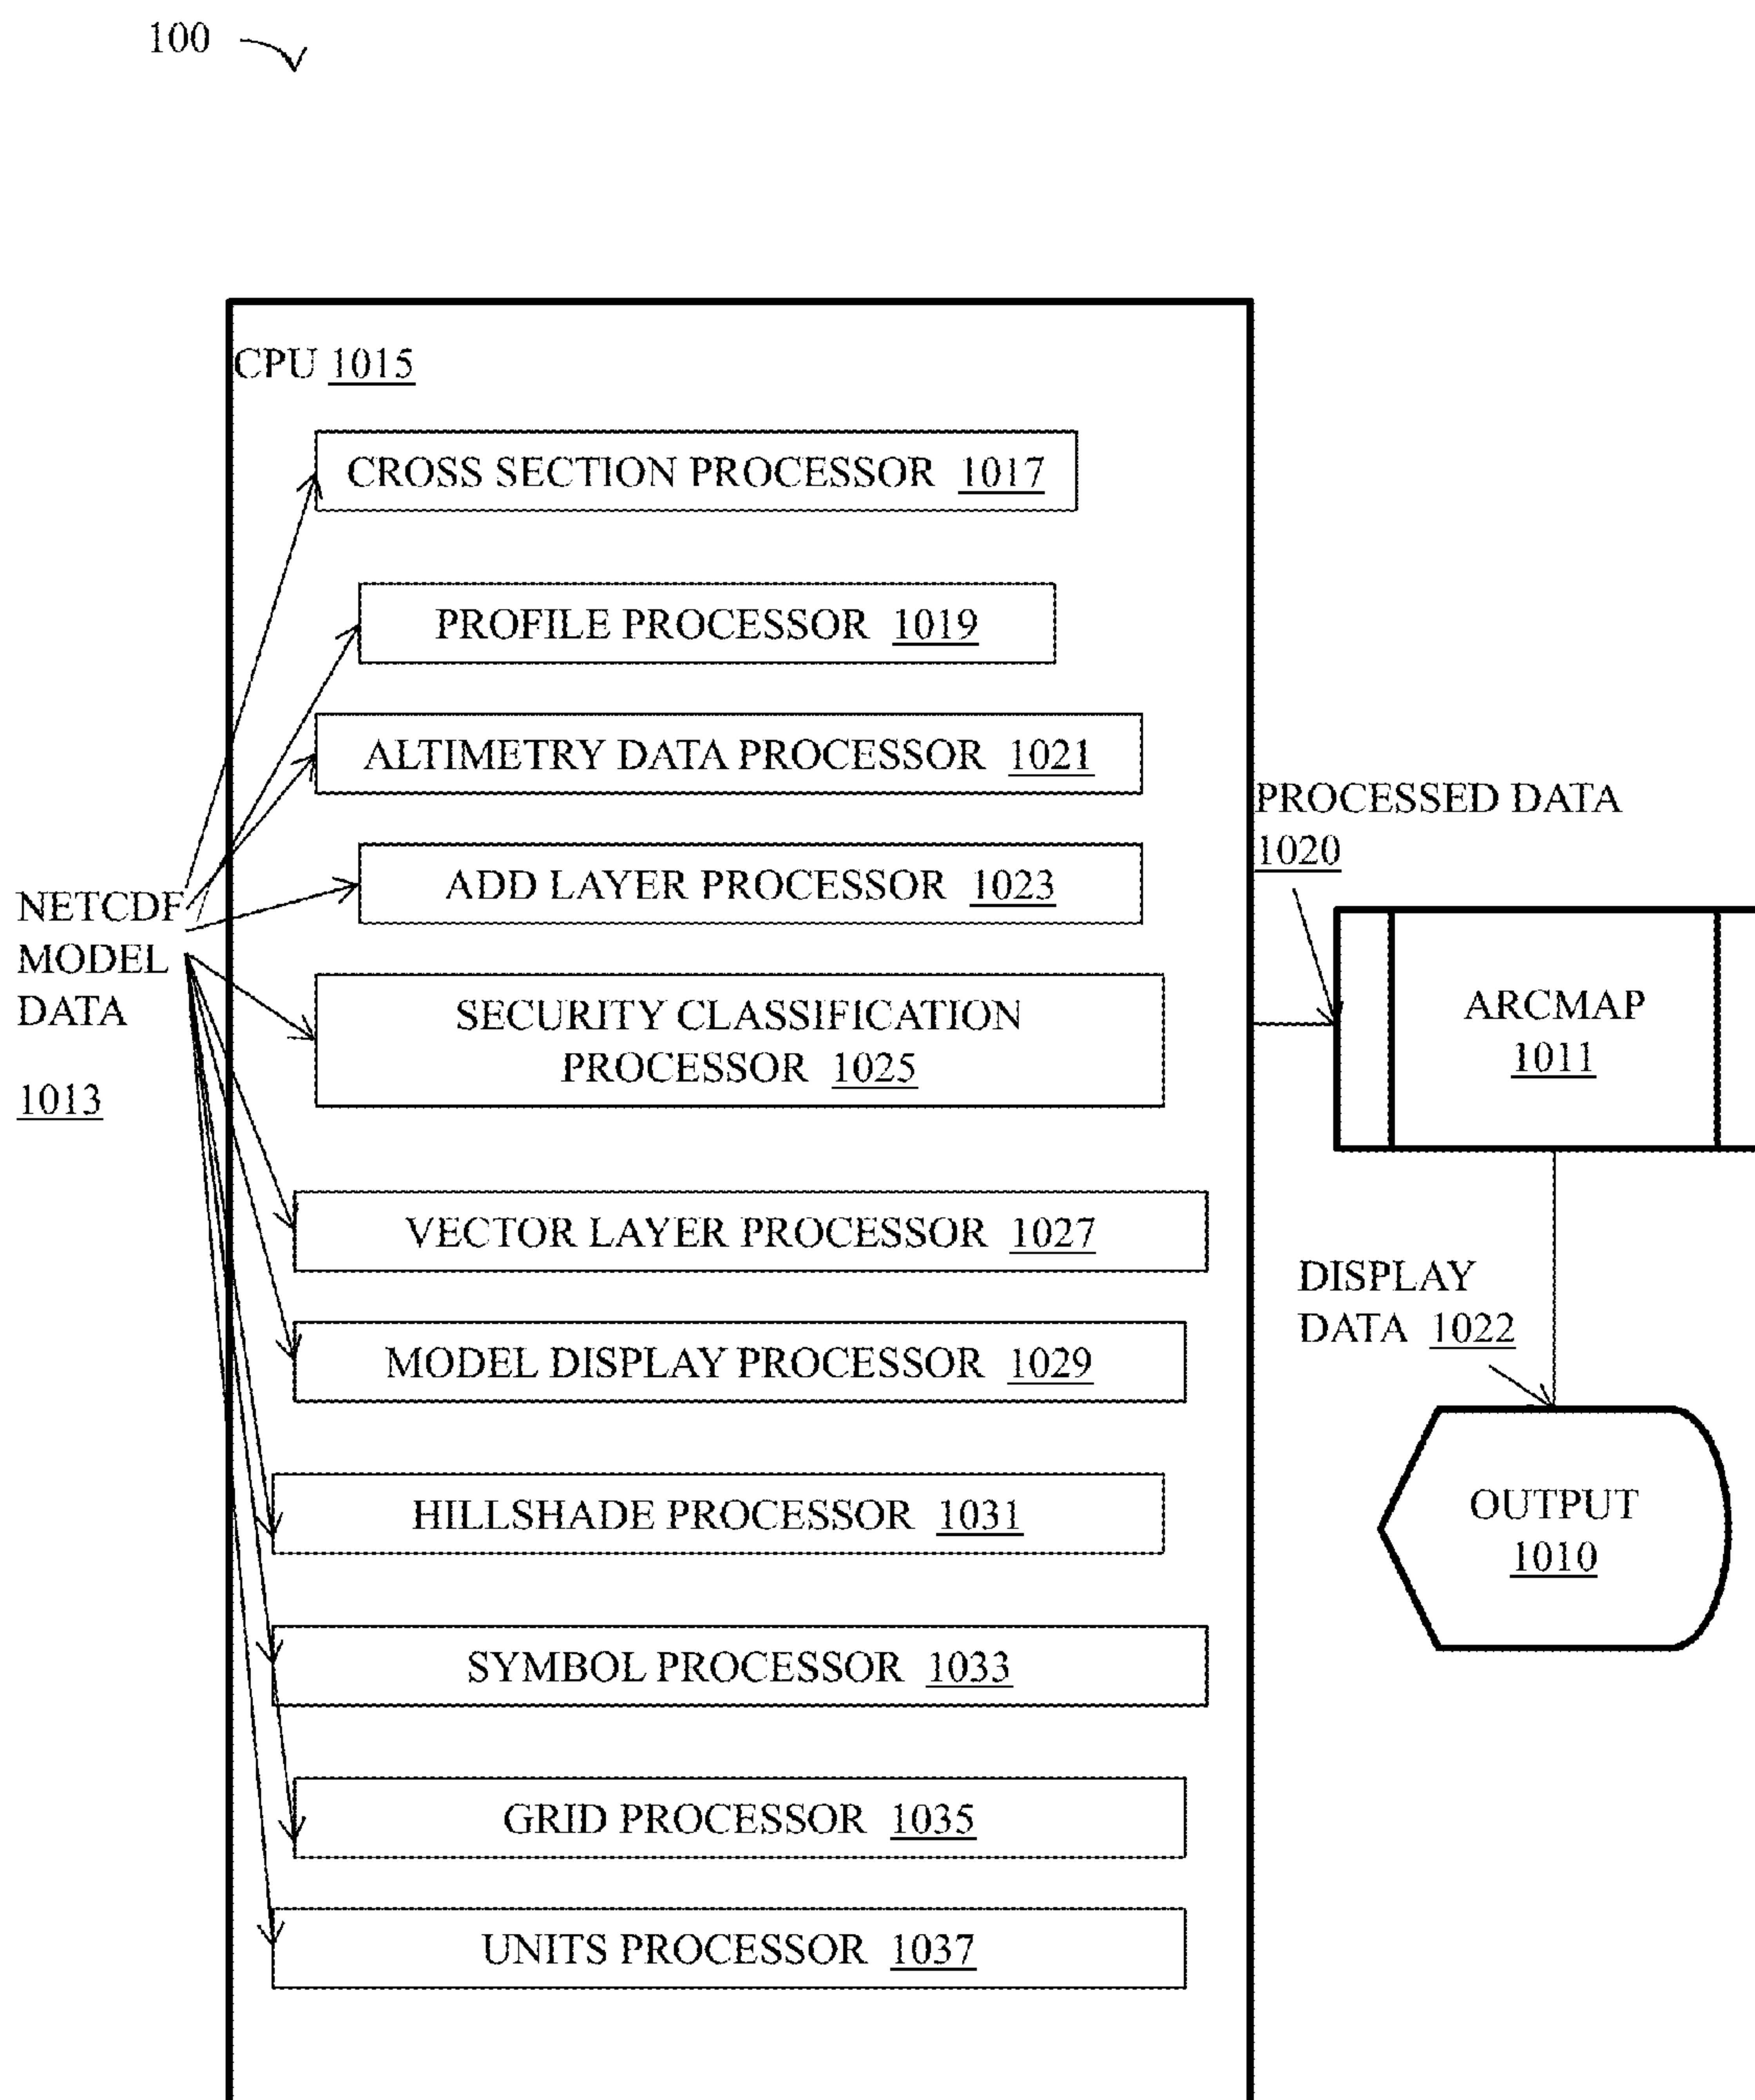 100
CPU 1015
CROSS SECTION PROCESSOR 1017
PROFILE PROCESSOR 1019
ALTIMETRY DATA PROCESSOR 1021
ADD LAYER PROCESSOR 1023
SECURITY CLASSIFICATION
PROCESSOR 1025
VECTOR LAYER PROCESSOR 1027
MODEL DISPLAY PROCESSOR 1029
HILLSHADE PROCESSOR 1031
SYMBOL PROCESSOR 1033
GRID PROCESSOR 1035
UNITS PROCESSOR 1037
NETCDF
MODEL
DATA
1013
PROCESSED DATA
1020
ARCMAP
1011
DISPLAY
DATA 1022
OUTPUT
1010